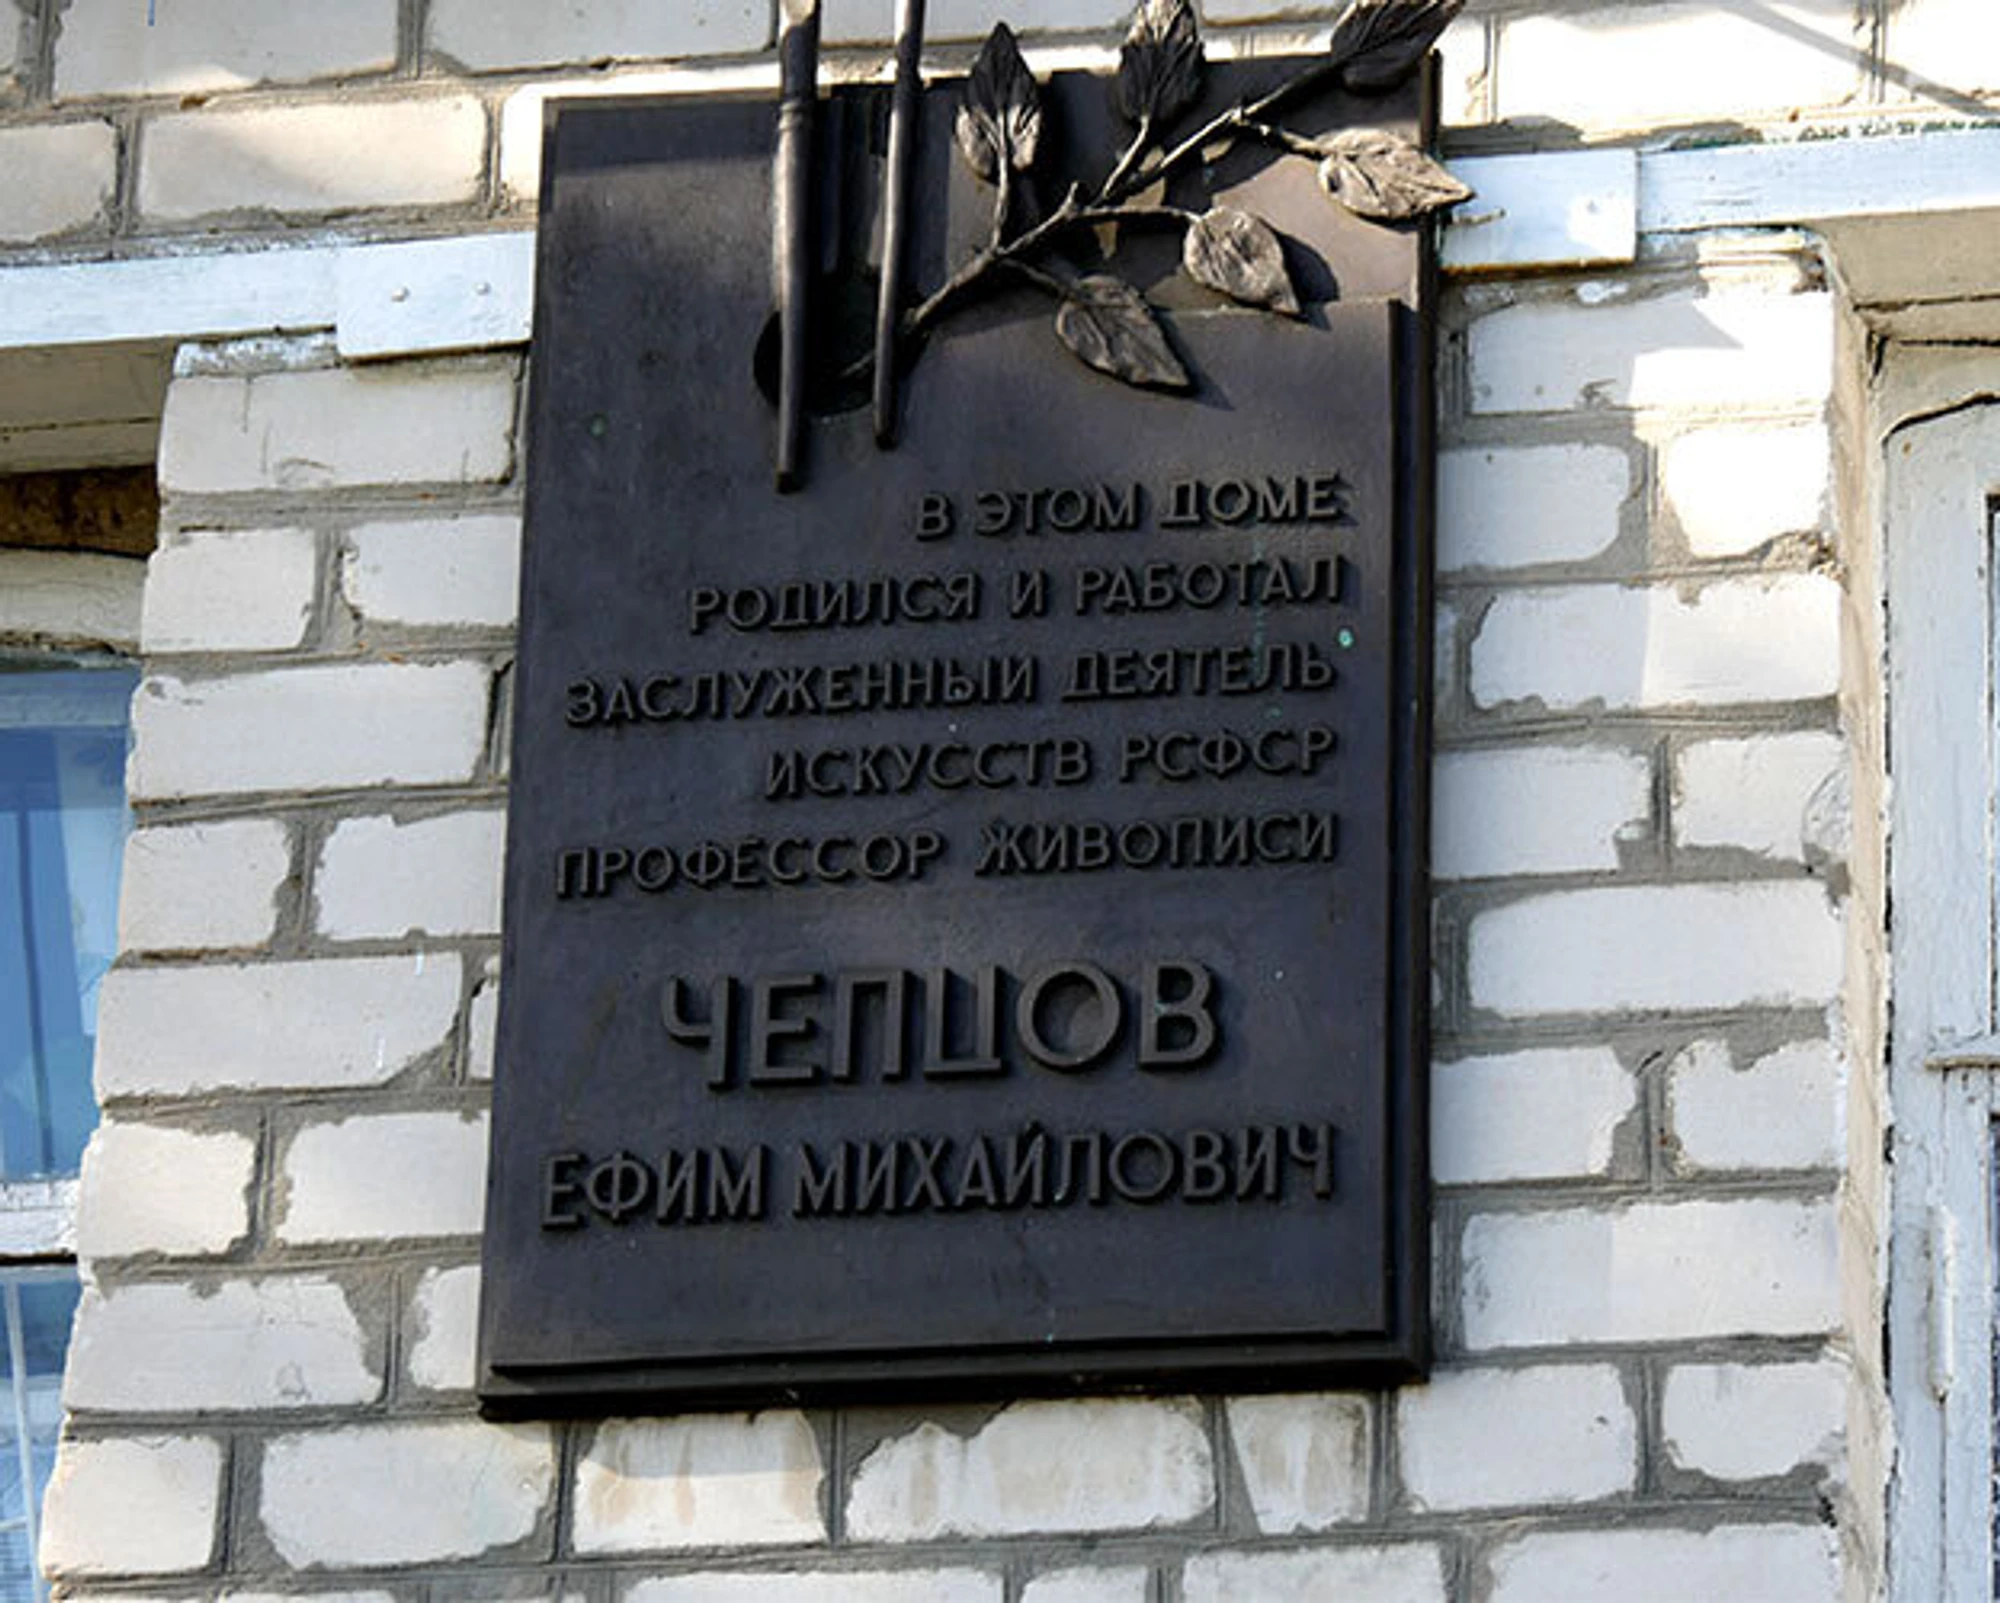 В ЭТОМ ДОМЕ
РОДИЛСЯ И РАБОТАЛ
ЗАСЛУЖЕННЫЙ ДЕЯТЕЛЬ
ИСКУССТВ РСФСР
ПРОФЕССОР ЖИВОПИСИ
ЧЕПЦОВ
ЕФИМ МИХАЙЛОВИЧ